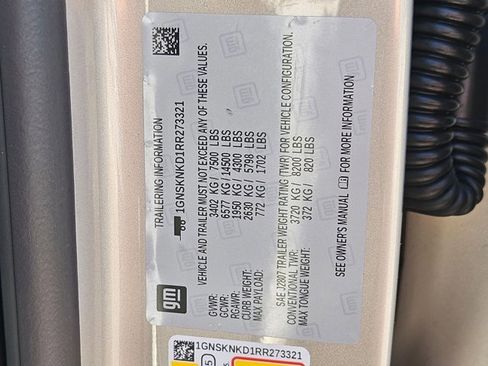 TRAILERING INFORMATION
1GNSKNKD1RR273321
VEHICLE AND TRAILER MUST NOT EXCEED ANY OF THESE VALUES.
GVWR: 3402 KG / 7500 LBS
GCWR: 6577 KG / 14500 LBS
RGAWR: 1950 KG / 4300 LBS
CURB WEIGHT: 2630 KG / 5798 LBS
MAX PAYLOAD: 772 KG / 1702 LBS
SAE J2807 TRAILER WEIGHT RATING (TWR) FOR VEHICLE CONFIGURATION.
CONVENTIONAL TWR: 3720 KG / 8200 LBS
MAX TONGUE WEIGHT: 372 KG / 820 LBS
SEE OWNER'S MANUAL FOR MORE INFORMATION
gm
1GNSKNKD1RR273321
5